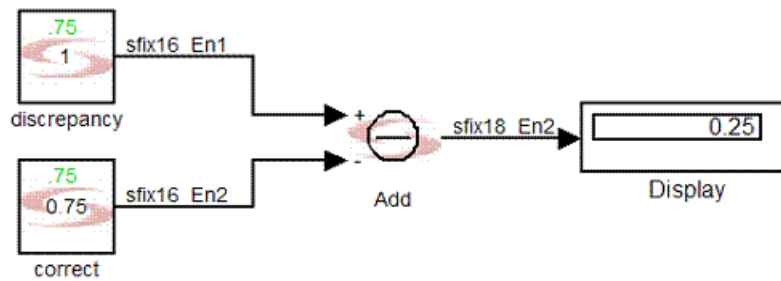 .75
1
discrepancy
sfix16_En1
.75
0.75
correct
sfix16_En2
+
-
Add
sfix18_En2
0.25
Display